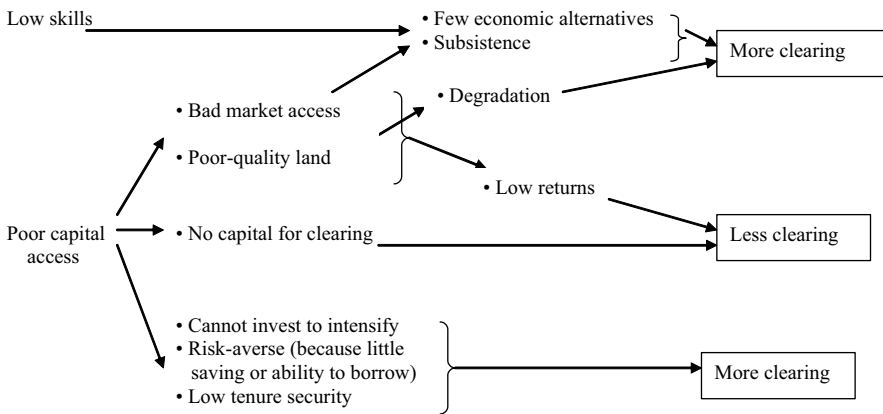 Low skills
• Few economic alternatives
• Subsistence
More clearing
• Degradation
• Bad market access
• Poor-quality land
• Low returns
Poor capital
access
• No capital for clearing
Less clearing
• Cannot invest to intensify
• Risk-averse (because little
saving or ability to borrow)
• Low tenure security
More clearing